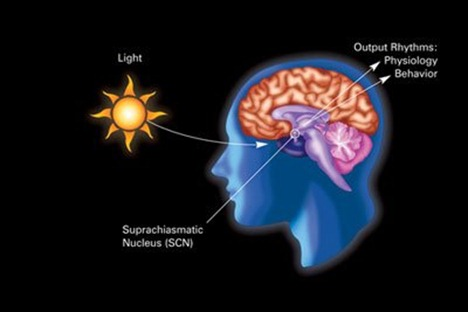 Light
Output Rhythms:
Physiology
Behavior
Suprachiasmatic
Nucleus (SCN)